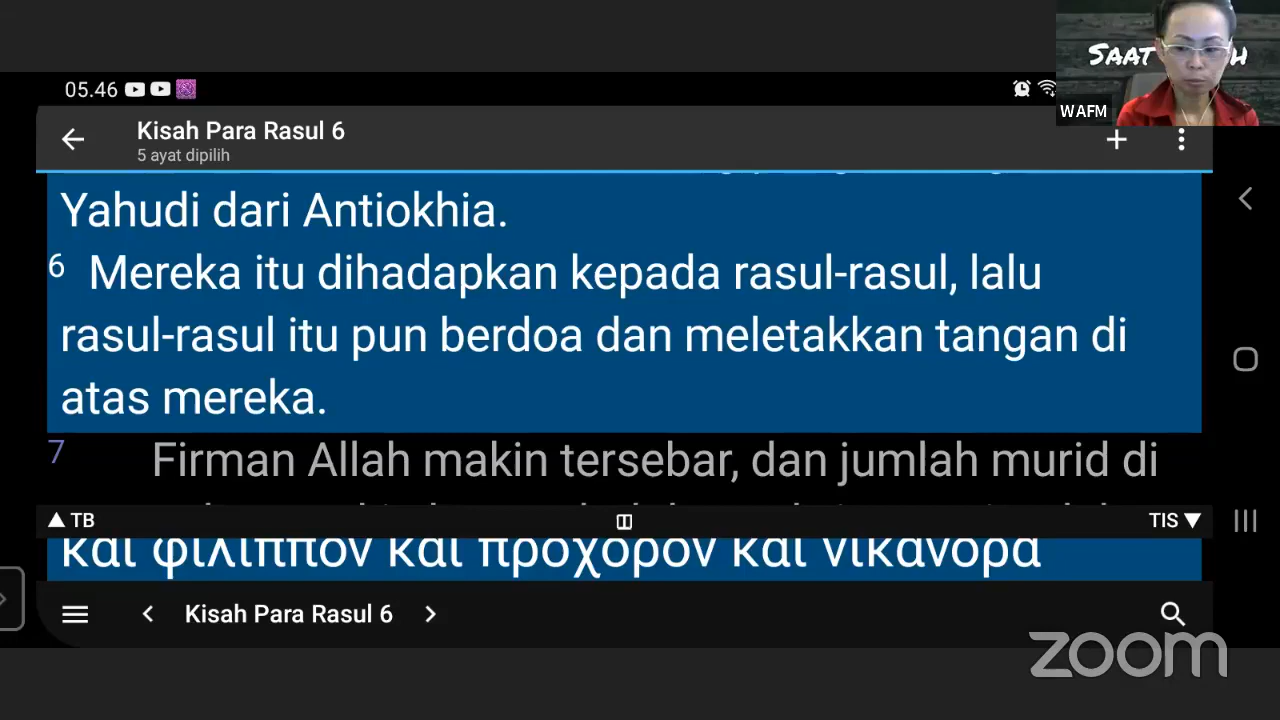 SAAT
H
WAFM
05.46
Kisah Para Rasul 6
5 ayat dipilih
Yahudi dari Antiokhia.
6 Mereka itu dihadapkan kepada rasul-rasul, lalu
rasul-rasul itu pun berdoa dan meletakkan tangan di
atas mereka.
7 Firman Allah makin tersebar, dan jumlah murid di
TB
TIS
και φιλιππον και προχορον και νικανορα
Kisah Para Rasul 6
zoom